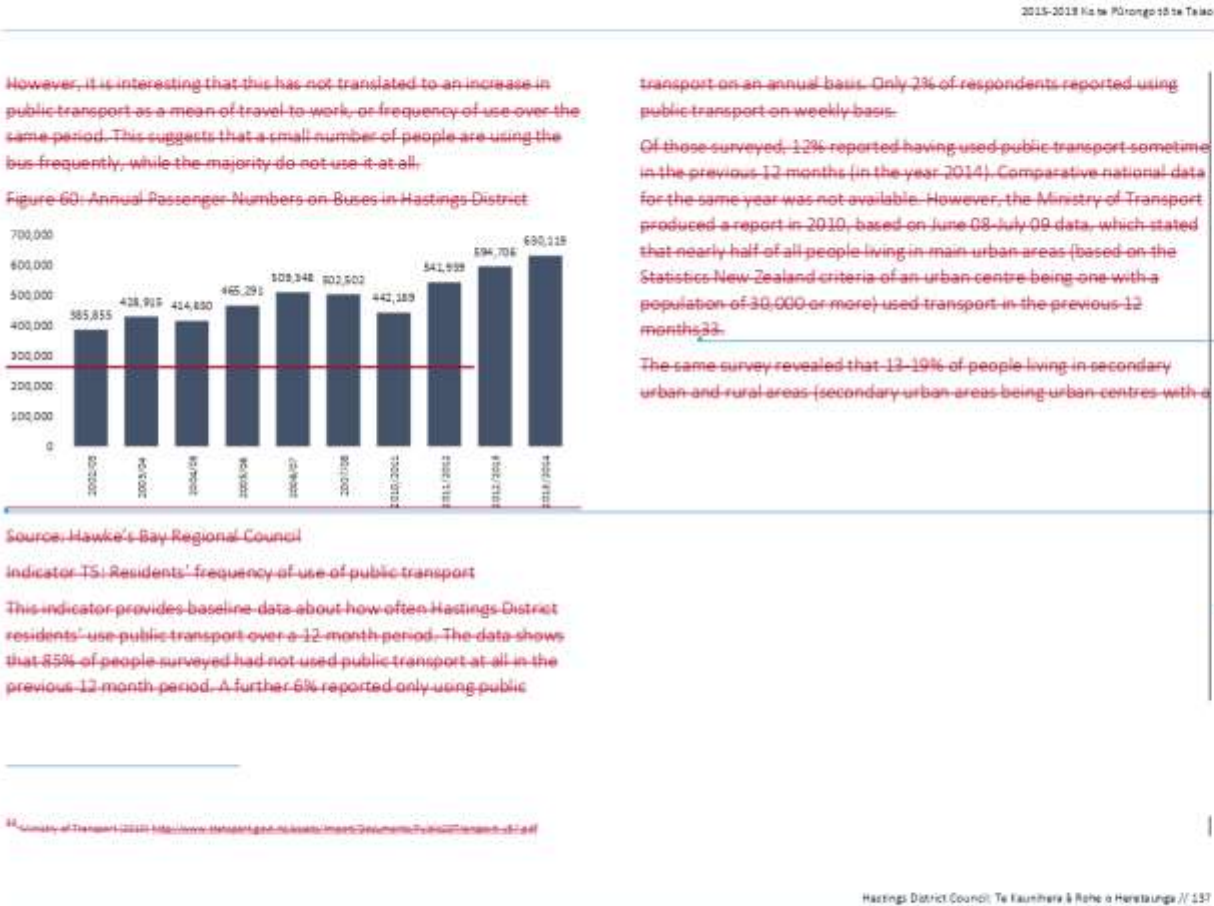 2015-2019 Ko te Pūrongo tō te Taiao
However, it is interesting that this has not translated to an increase in
public transport as a mean of travel to work, or frequency of use over the
same period. This suggests that a small number of people are using the
bus frequently, while the majority do not use it at all.
Figure 60: Annual Passenger Numbers on Buses in Hastings District
700,000
600,000
500,000
400,000
300,000
200,000
100,000
0
385,855
428,915
414,850
465,291
509,348
502,502
442,189
541,939
594,706
630,119
2002/03
2003/04
2004/05
2005/06
2006/07
2007/08
2010/2011
2011/2012
2012/2013
2013/2014
Source: Hawke's Bay Regional Council
Indicator T5: Residents' frequency of use of public transport
This indicator provides baseline data about how often Hastings District
residents' use public transport over a 12 month period. The data shows
that 85% of people surveyed had not used public transport at all in the
previous 12 month period. A further 6% reported only using public
transport on an annual basis. Only 2% of respondents reported using
public transport on weekly basis.
Of those surveyed, 12% reported having used public transport sometime
in the previous 12 months (in the year 2014). Comparative national data
for the same year was not available. However, the Ministry of Transport
produced a report in 2010, based on June 08-July 09 data, which stated
that nearly half of all people living in main urban areas (based on the
Statistics New Zealand criteria of an urban centre being one with a
population of 30,000 or more) used transport in the previous 12
months33.
The same survey revealed that 13-19% of people living in secondary
urban and rural areas (secondary urban areas being urban centres with a
Ministry of Transport (2010)
Hastings District Council: Te Kaunihera ā Rohe o Heretaunga // 137